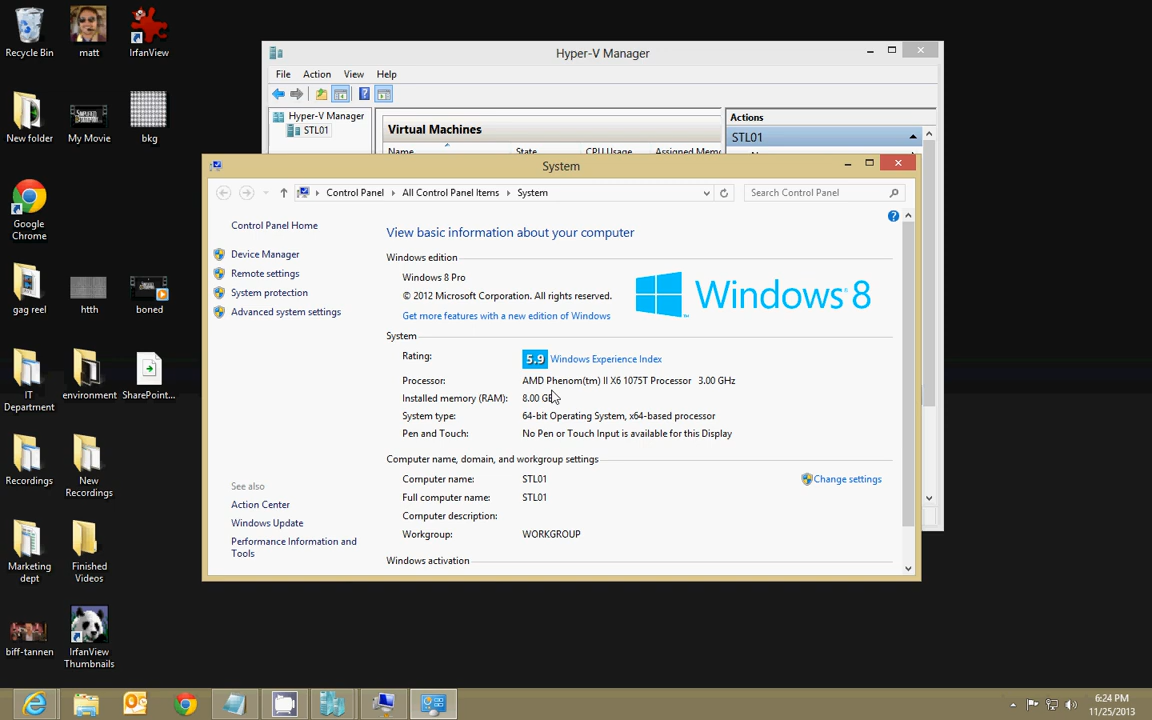 Recycle Bin
matt
IrfanView
New folder
My Movie
bkg
Google
Chrome
gag reel
htth
boned
IT
Department
environment
SharePoint...
Recordings
New
Recordings
Marketing
dept
Finished
Videos
biff-tannen
IrfanView
Thumbnails
Hyper-V Manager
File Action View Help
Hyper-V Manager
STL01
Virtual Machines
Name State CPU Usage Assigned Mem
Actions
STL01
System
Control Panel All Control Panel Items System
Search Control Panel
Control Panel Home
Device Manager
Remote settings
System protection
Advanced system settings
See also
Action Center
Windows Update
Performance Information and
Tools
View basic information about your computer
Windows edition
Windows 8 Pro
© 2012 Microsoft Corporation. All rights reserved.
Get more features with a new edition of Windows
Windows 8
System
Rating: 5.9 Windows Experience Index
Processor: AMD Phenom(tm) II X6 1075T Processor 3.00 GHz
Installed memory (RAM): 8.00 GB
System type: 64-bit Operating System, x64-based processor
Pen and Touch: No Pen or Touch Input is available for this Display
Computer name, domain, and workgroup settings
Computer name: STL01
Change settings
Full computer name: STL01
Computer description:
Workgroup: WORKGROUP
Windows activation
6:24 PM
11/25/2013